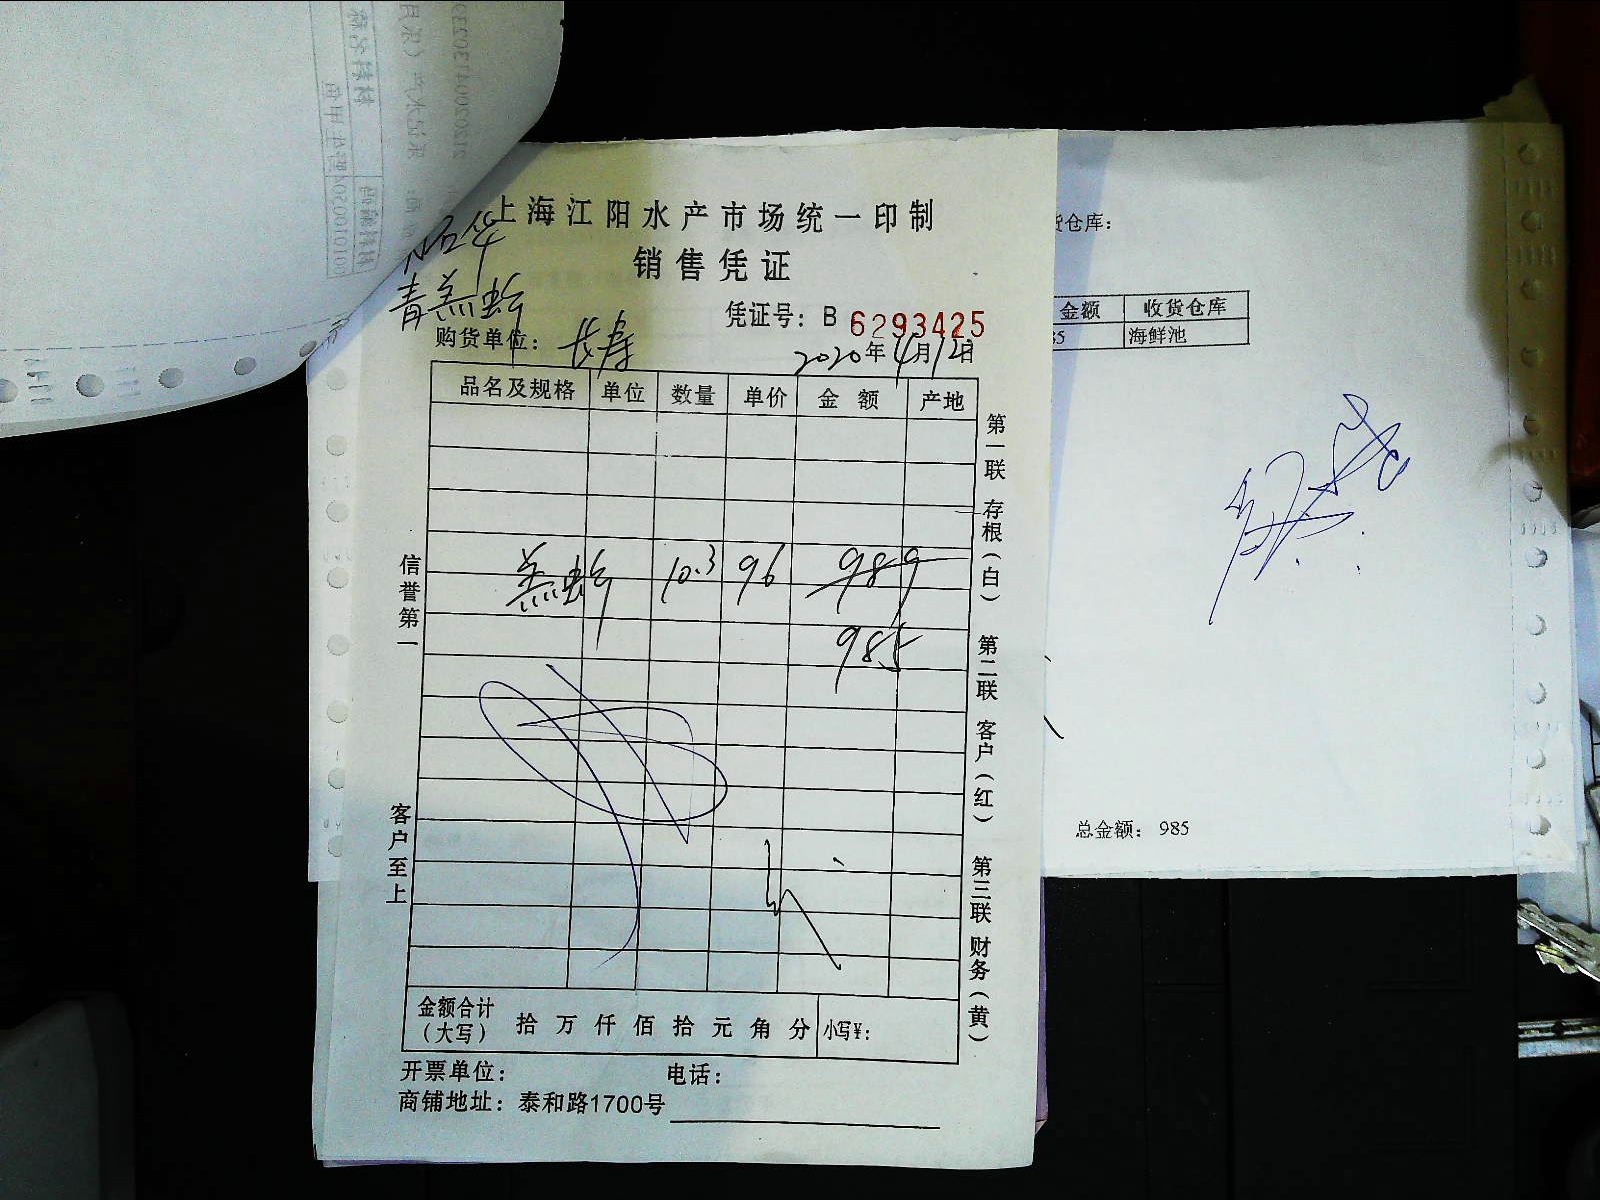 上海江阳水产市场统一印制
销售凭证
凭证号：B 6293425
购货单位：长寿
2020年4月12日
品名及规格 单位 数量 单价 金额 产地
羔蟹 10.3 96 989
985
信誉第一
客户至上
第一联 存根（白） 第二联 客户（红） 第三联 财务（黄）
金额合计（大写） 拾 万 仟 佰 拾 元 角 分 小写¥：
开票单位： 电话：
商铺地址：泰和路1700号
货仓库：
金额 收货仓库
85 海鲜池
总金额：985